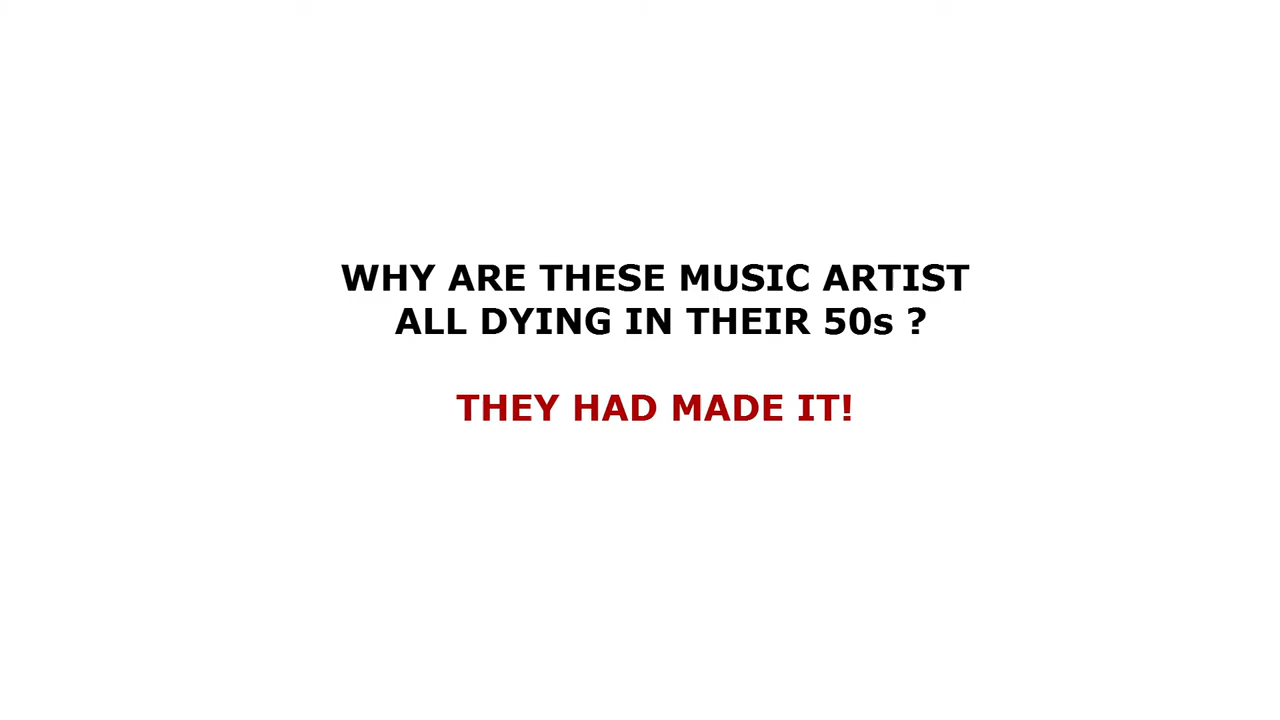 WHY ARE THESE MUSIC ARTIST
ALL DYING IN THEIR 50s ?
THEY HAD MADE IT!